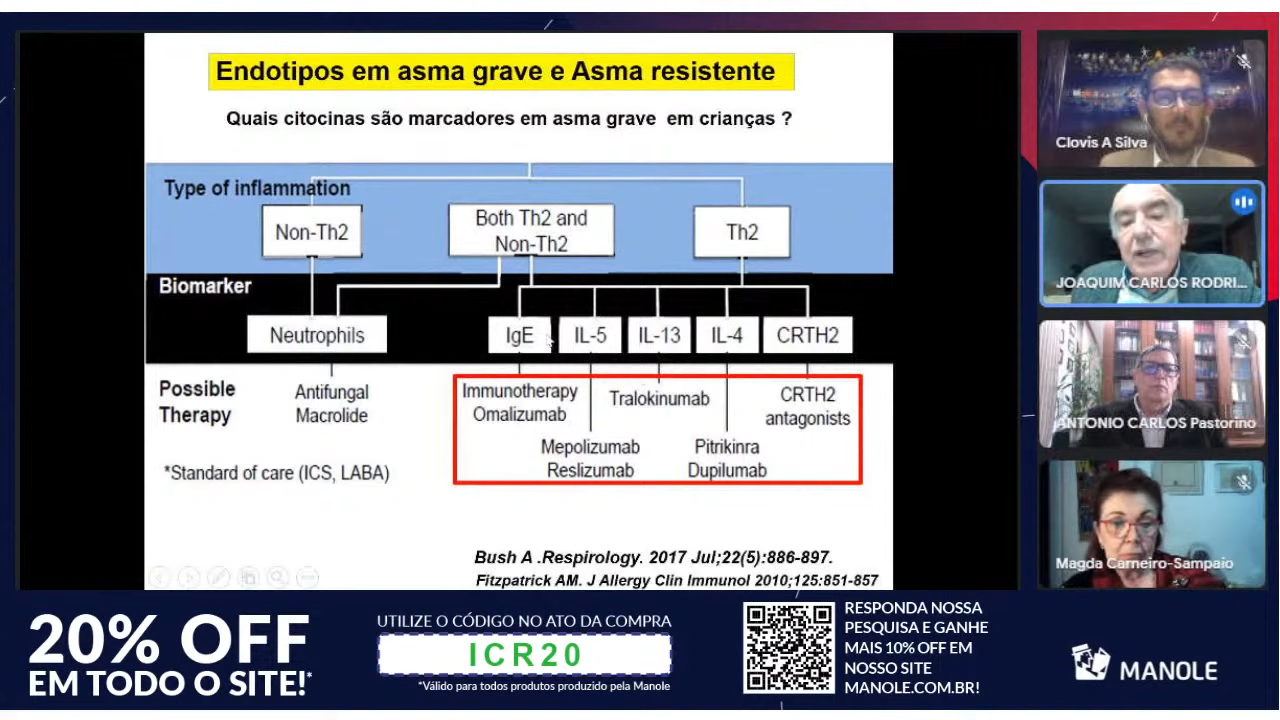 Endotipos em asma grave e Asma resistente
Quais citocinas são marcadores em asma grave em crianças ?
Type of inflammation
Non-Th2
Both Th2 and
Non-Th2
Th2
Biomarker
Neutrophils
IgE
IL-5
IL-13
IL-4
CRTH2
Possible
Therapy
Antifungal
Macrolide
Immunotherapy
Omalizumab
Tralokinumab
CRTH2
antagonists
Mepolizumab
Reslizumab
Pitrikinra
Dupilumab
*Standard of care (ICS, LABA)
Bush A .Respirology. 2017 Jul;22(5):886-897.
Fitzpatrick AM. J Allergy Clin Immunol 2010;125:851-857
Clovis A Silva
JOAQUIM CARLOS RODRI...
ANTONIO CARLOS Pastorino
Magda Carneiro-Sampaio
20% OFF
EM TODO O SITE!*
UTILIZE O CÓDIGO NO ATO DA COMPRA
ICR20
*Válido para todos produtos produzido pela Manole
RESPONDA NOSSA
PESQUISA E GANHE
MAIS 10% OFF EM
NOSSO SITE
MANOLE.COM.BR!
MANOLE